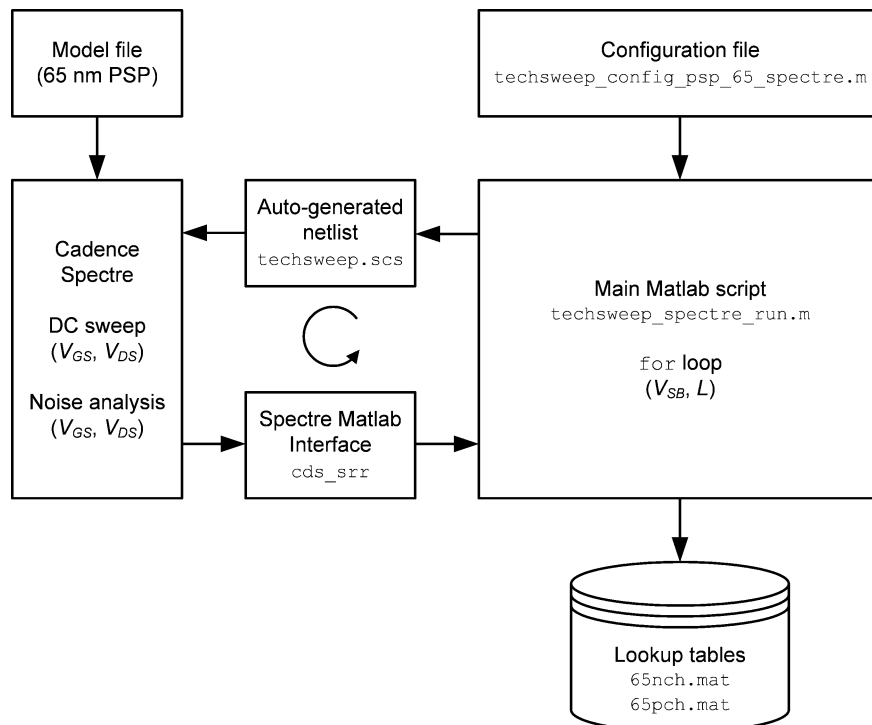 Model file
(65 nm PSP)
Configuration file
techsweep_config_psp_65_spectre.m
Cadence
Spectre
DC sweep
(VGS, VDS)
Noise analysis
(VGS, VDS)
Auto-generated
netlist
techsweep.scs
Spectre Matlab
Interface
cds_srr
Main Matlab script
techsweep_spectre_run.m
for loop
(VSB, L)
Lookup tables
65nch.mat
65pch.mat